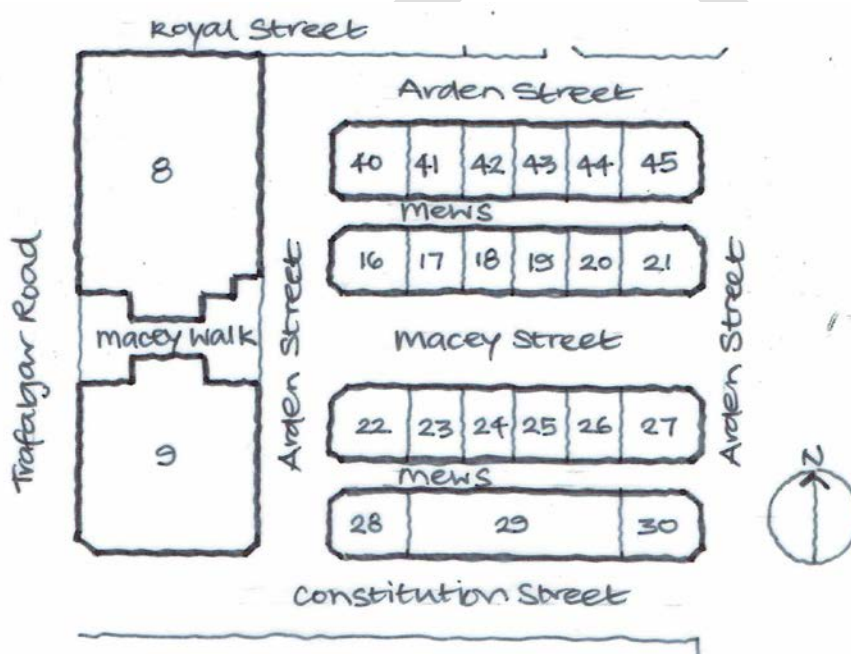 Royal Street
Arden Street
8
40 41 42 43 44 45
mews
16 17 18 19 20 21
Trafalgar Road
Arden Street
Arden Street
macey walk
macey Street
22 23 24 25 26 27
9
mews
N
28 29 30
Constitution Street